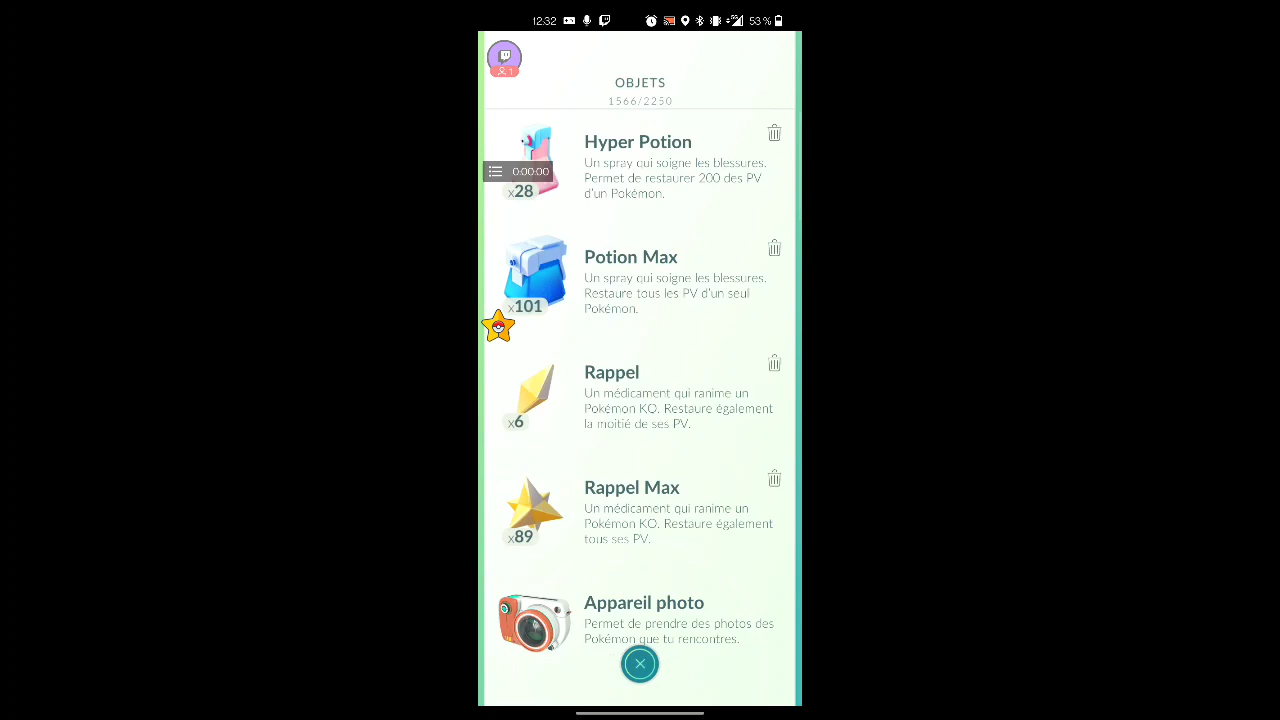 12:32
53 %
1
OBJETS
1566/2250
Hyper Potion
Un spray qui soigne les blessures.
Permet de restaurer 200 des PV
d'un Pokémon.
0:00:00
x28
Potion Max
Un spray qui soigne les blessures.
Restaure tous les PV d'un seul
Pokémon.
x101
Rappel
Un médicament qui ranime un
Pokémon KO. Restaure également
la moitié de ses PV.
x6
Rappel Max
Un médicament qui ranime un
Pokémon KO. Restaure également
tous ses PV.
x89
Appareil photo
Permet de prendre des photos des
Pokémon que tu rencontres.